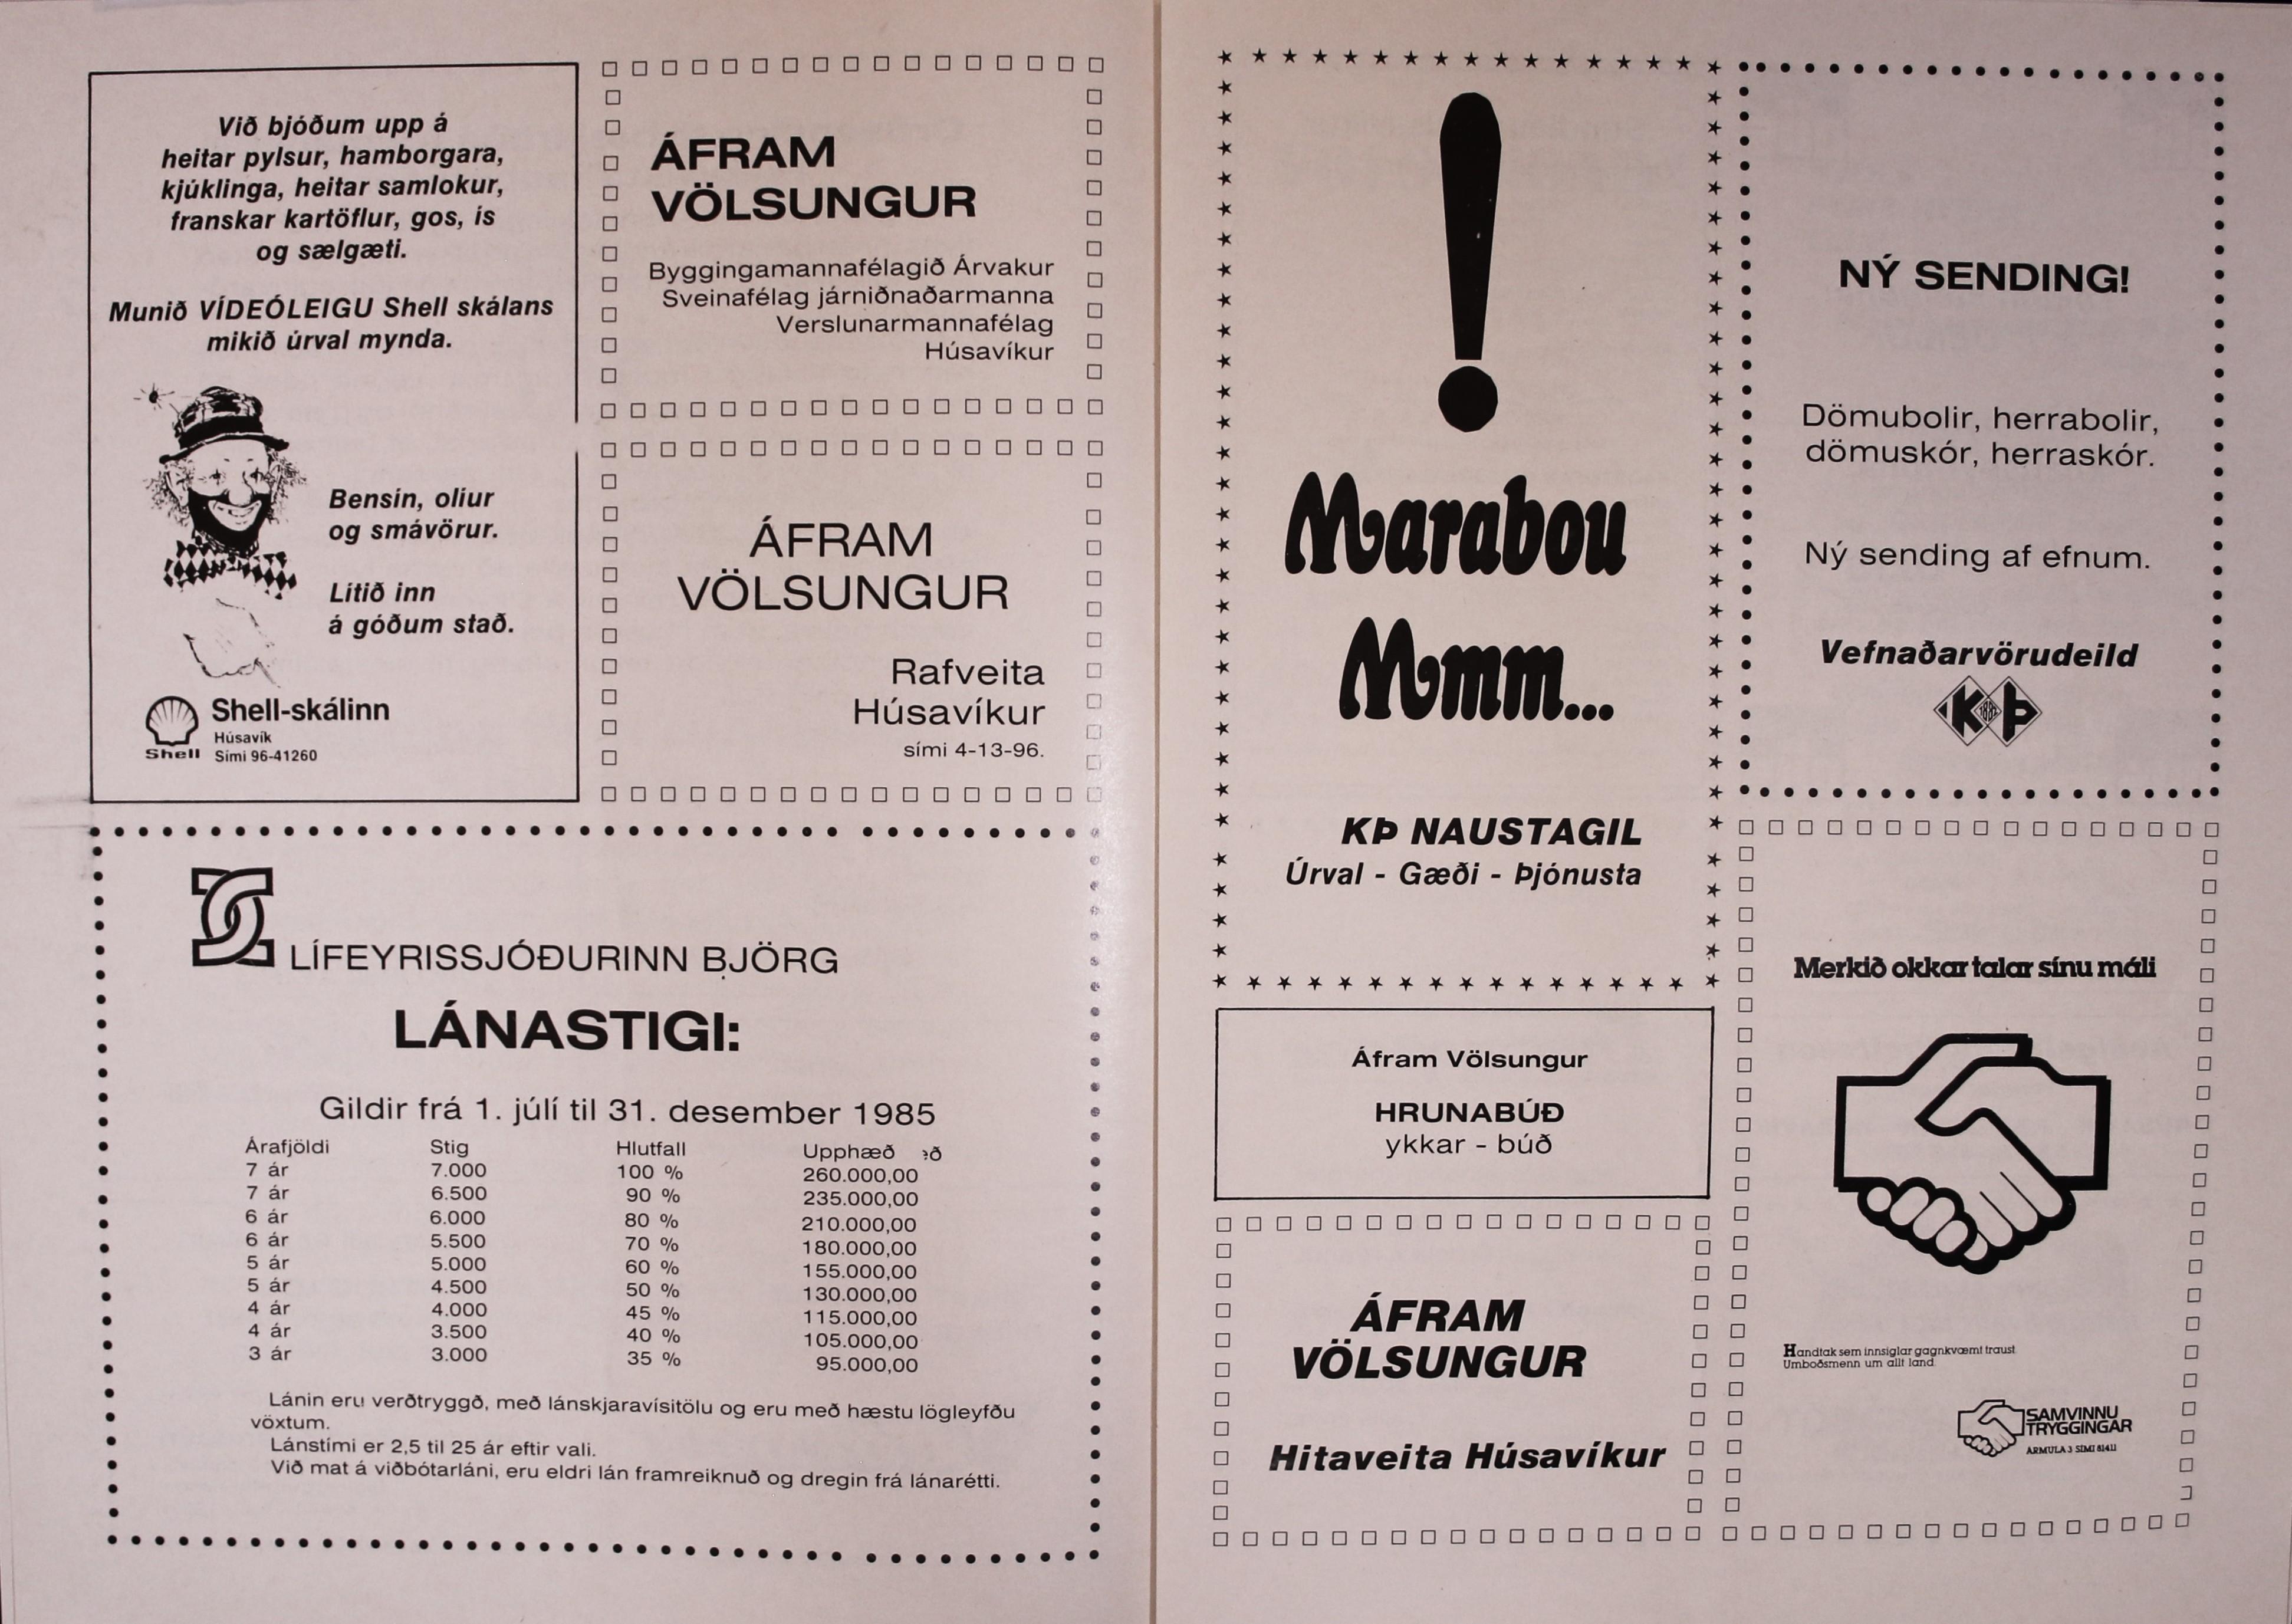 Við bjóðum upp á
heitar pylsur, hamborgara,
kjúklinga, heitar samlokur,
franskar kartöflur, gos, ís
og sælgæti.
Munið VÍDEÓLEIGU Shell skálans
mikið úrval mynda.
Bensín, olíur
og smávörur.
Lítið inn
á góðum stað.
Shell-skálinn
Húsavík
Shell Sími 96-41260
ÁFRAM
VÖLSUNGUR
Byggingamannafélagið Árvakur
Sveinafélag járniðnaðarmanna
Verslunarmannafélag
Húsavíkur
ÁFRAM
VÖLSUNGUR
Rafveita
Húsavíkur
sími 4-13-96.
LÍFEYRISSJÓÐURINN BJÖRG
LÁNASTIGI:
Gildir frá 1. júlí til 31. desember 1985
Árafjöldi Stig Hlutfall Upphæð
7 ár 7.000 100 % 260.000,00
7 ár 6.500 90 % 235.000,00
6 ár 6.000 80 % 210.000,00
6 ár 5.500 70 % 180.000,00
5 ár 5.000 60 % 155.000,00
5 ár 4.500 50 % 130.000,00
4 ár 4.000 45 % 115.000,00
4 ár 3.500 40 % 105.000,00
3 ár 3.000 35 % 95.000,00
Lánin eru verðtryggð, með lánskjaravísitölu og eru með hæstu lögleyfðu
vöxtum.
Lánstími er 2,5 til 25 ár eftir vali.
Við mat á viðbótarláni, eru eldri lán framreiknuð og dregin frá lánarétti.
!
Marabou
Mmm...
KÞ NAUSTAGIL
Úrval - Gæði - Þjónusta
Áfram Völsungur
HRUNABÚÐ
ykkar - búð
ÁFRAM
VÖLSUNGUR
Hitaveita Húsavíkur
NÝ SENDING!
Dömubolir, herrabolir,
dömuskór, herraskór.
Ný sending af efnum.
Vefnaðarvörudeild
K 1882 Þ
Merkið okkar talar sínu máli
Handtak sem innsiglar gagnkvæmt traust
Umboðsmenn um allt land.
SAMVINNU
TRYGGINGAR
ÁRMÚLA 3 SÍMI 81411